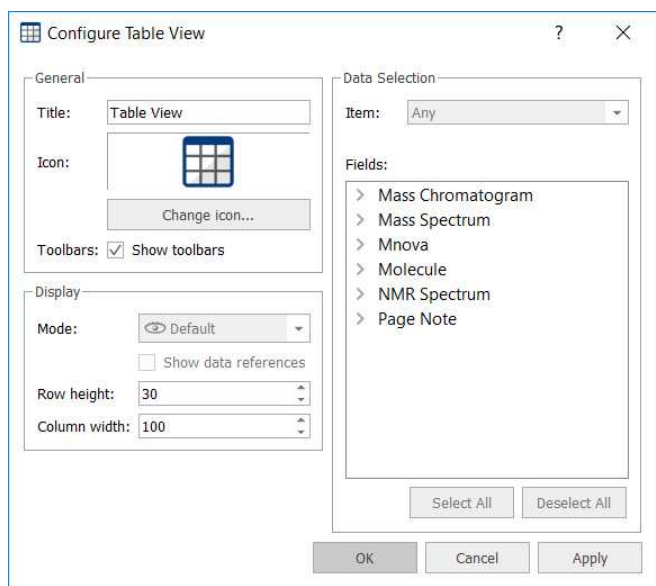 Configure Table View
?
General
Title: Table View
Icon:
Change icon...
Toolbars: Show toolbars
Display
Mode: Default
Show data references
Row height: 30
Column width: 100
Data Selection
Item: Any
Fields:
Mass Chromatogram
Mass Spectrum
Mnova
Molecule
NMR Spectrum
Page Note
Select All Deselect All
OK Cancel Apply